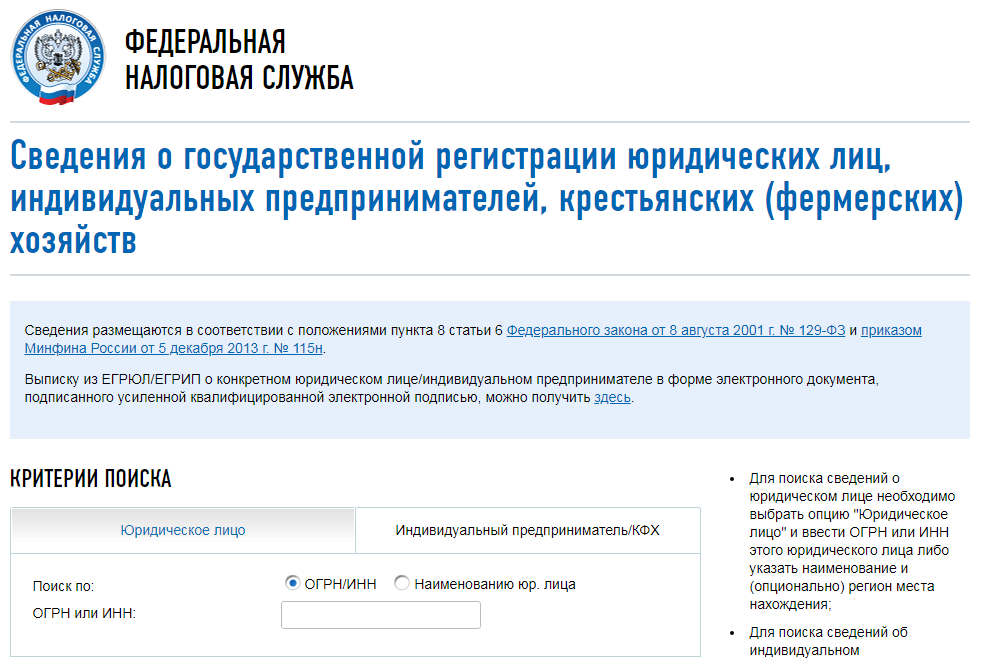 ФЕДЕРАЛЬНАЯ НАЛОГОВАЯ СЛУЖБА
ФЕДЕРАЛЬНАЯ
НАЛОГОВАЯ СЛУЖБА
Сведения о государственной регистрации юридических лиц,
индивидуальных предпринимателей, крестьянских (фермерских)
хозяйств
Сведения размещаются в соответствии с положениями пункта 8 статьи 6 Федерального закона от 8 августа 2001 г. № 129-ФЗ и приказом
Минфина России от 5 декабря 2013 г. № 115н.
Выписку из ЕГРЮЛ/ЕГРИП о конкретном юридическом лице/индивидуальном предпринимателе в форме электронного документа,
подписанного усиленной квалифицированной электронной подписью, можно получить здесь.
КРИТЕРИИ ПОИСКА
Юридическое лицо
Индивидуальный предприниматель/КФХ
Поиск по:
ОГРН/ИНН
Наименованию юр. лица
ОГРН или ИНН:
Для поиска сведений о
юридическом лице необходимо
выбрать опцию "Юридическое
лицо" и ввести ОГРН или ИНН
этого юридического лица либо
указать наименование и
(опционально) регион места
нахождения;
Для поиска сведений об
индивидуальном